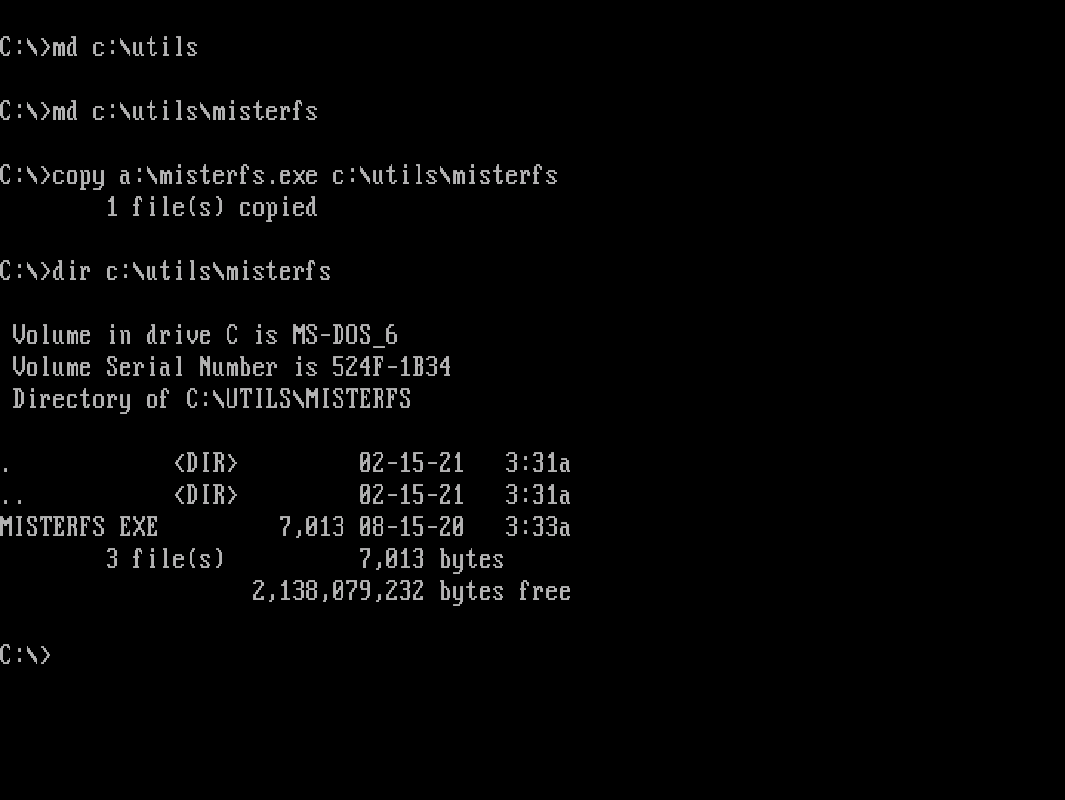 C:\>md c:\utils
C:\>md c:\utils\misterfs
C:\>copy a:\misterfs.exe c:\utils\misterfs
        1 file(s) copied
C:\>dir c:\utils\misterfs
 Volume in drive C is MS-DOS_6
 Volume Serial Number is 524F-1B34
 Directory of C:\UTILS\MISTERFS
.            <DIR>         02-15-21   3:31a
..           <DIR>         02-15-21   3:31a
MISTERFS EXE         7,013 08-15-20   3:33a
        3 file(s)          7,013 bytes
                   2,138,079,232 bytes free
C:\>